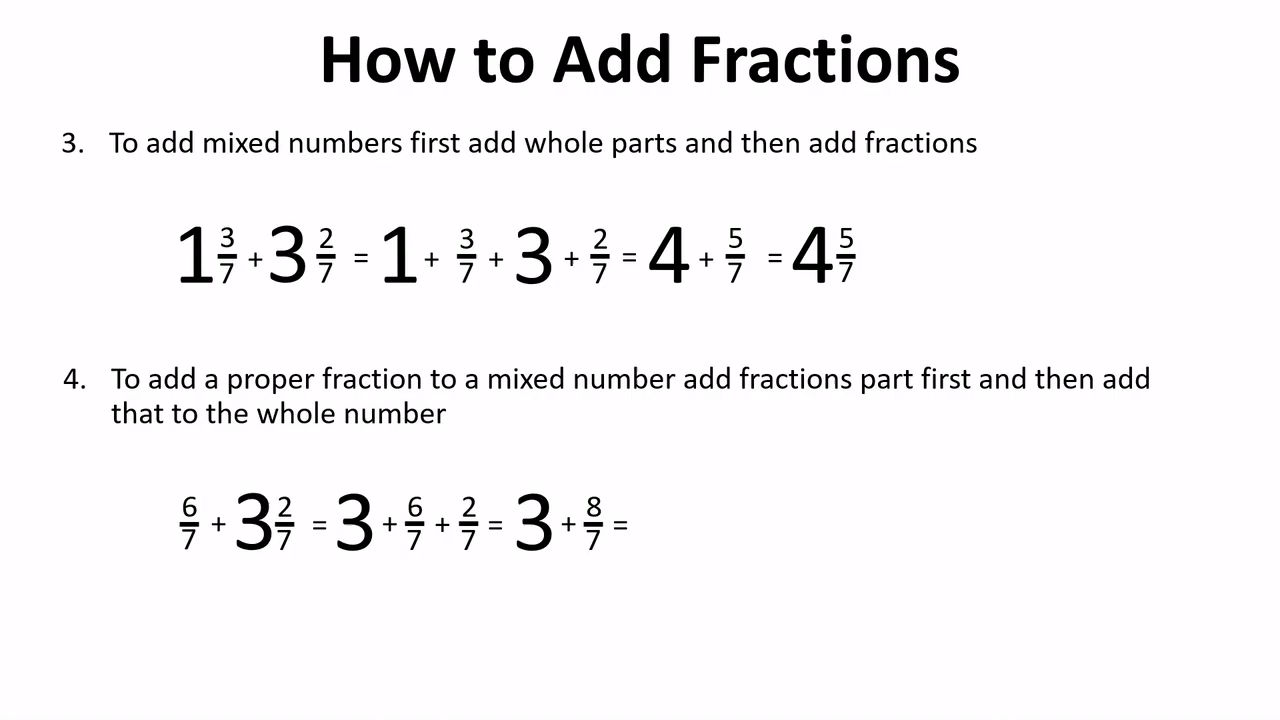 How to Add Fractions
3. To add mixed numbers first add whole parts and then add fractions
1 3/7 + 3 2/7 = 1 + 3/7 + 3 + 2/7 = 4 + 5/7 = 4 5/7
4. To add a proper fraction to a mixed number add fractions part first and then add
that to the whole number
6/7 + 3 2/7 = 3 + 6/7 + 2/7 = 3 + 8/7 =